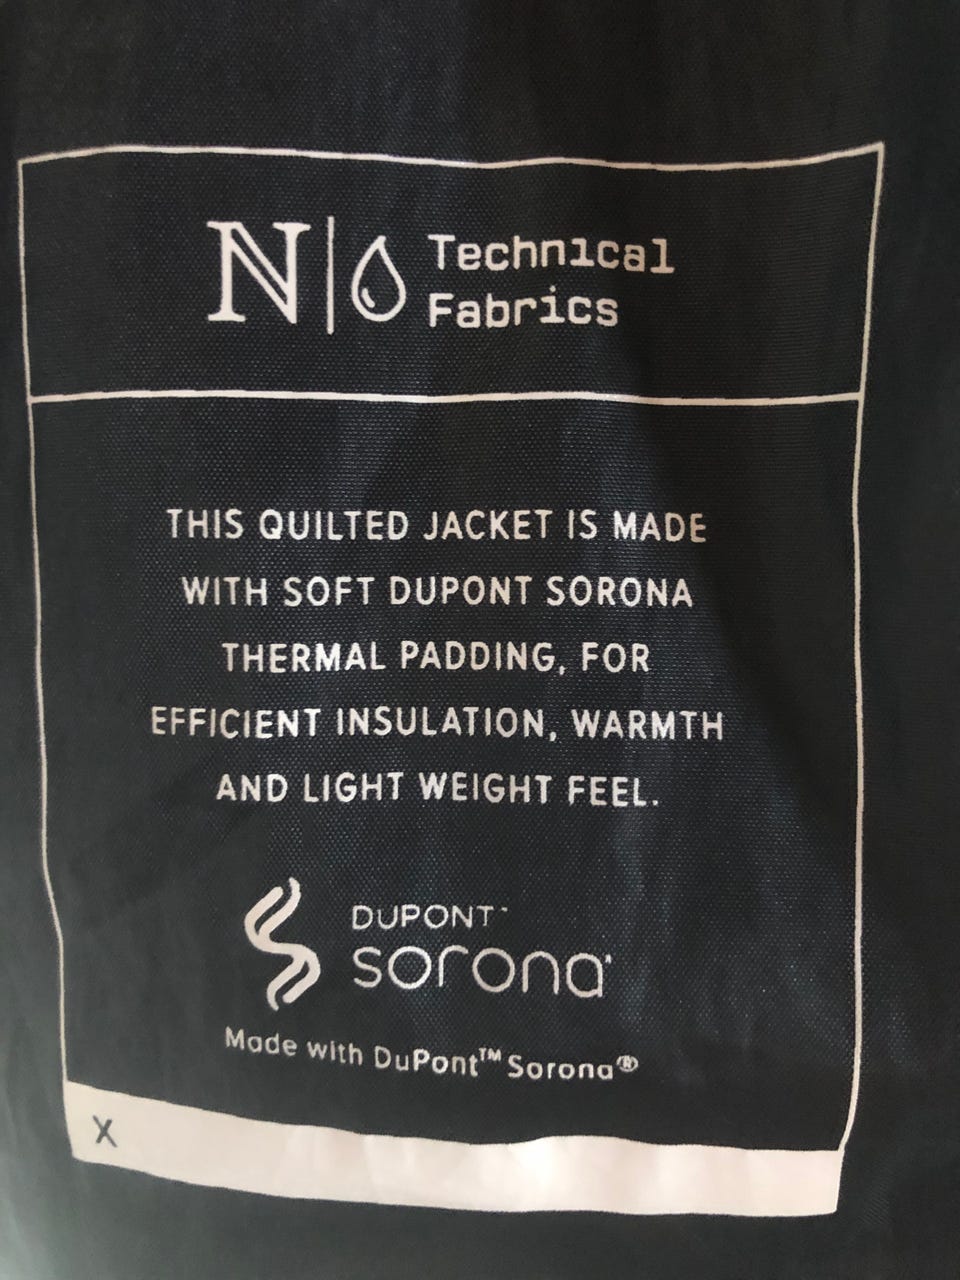 N Technical
Fabrics
THIS QUILTED JACKET IS MADE
WITH SOFT DUPONT SORONA
THERMAL PADDING, FOR
EFFICIENT INSULATION, WARMTH
AND LIGHT WEIGHT FEEL.
DUPONT™
sorona®
Made with DuPont™ Sorona®
X